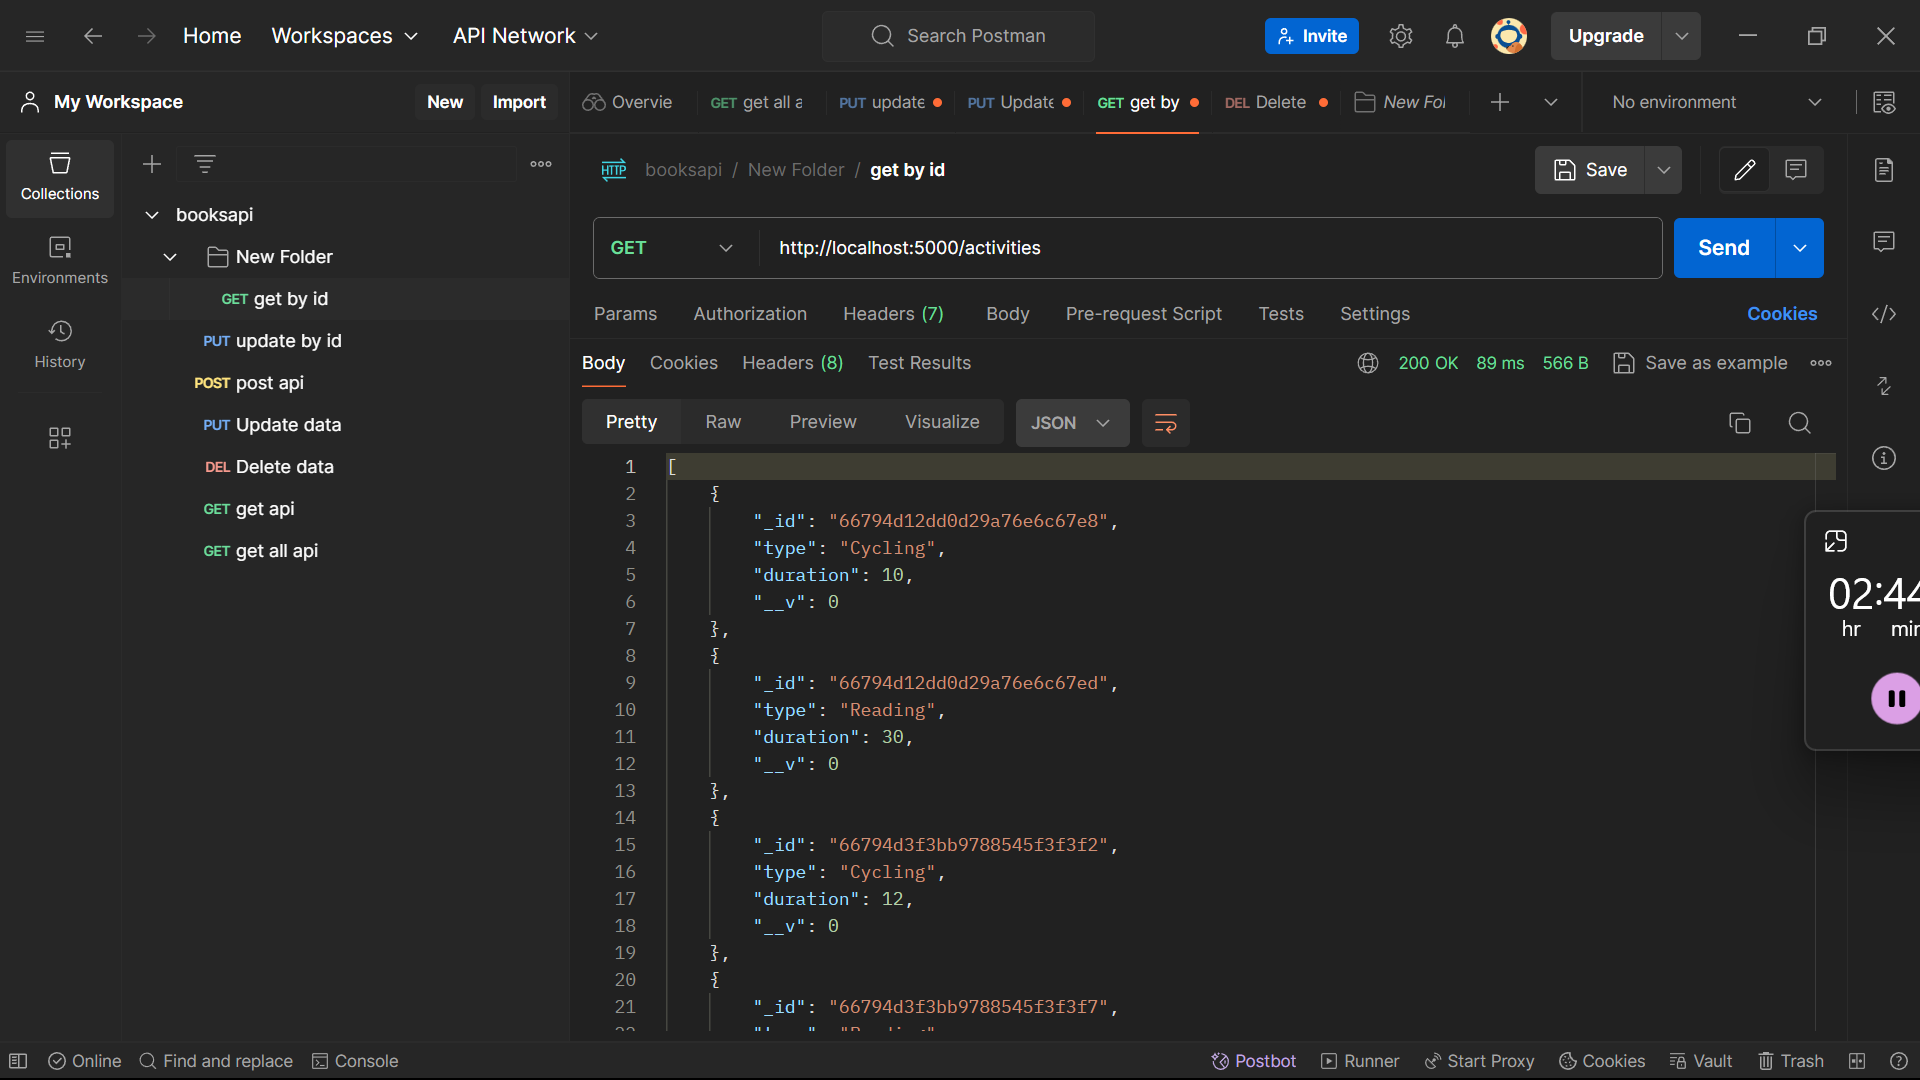 Home Workspaces API Network Search Postman Invite Upgrade
My Workspace New Import Overvie GET get all a PUT update PUT Update GET get by DEL Delete New Fol No environment
Collections
Environments
History
booksapi
New Folder
GET get by id
PUT update by id
POST post api
PUT Update data
DEL Delete data
GET get api
GET get all api
HTTP booksapi / New Folder / get by id Save
GET http://localhost:5000/activities Send
Params Authorization Headers (7) Body Pre-request Script Tests Settings Cookies
Body Cookies Headers (8) Test Results 200 OK 89 ms 566 B Save as example
Pretty Raw Preview Visualize JSON
1 [
2 {
3 "_id": "66794d12dd0d29a76e6c67e8",
4 "type": "Cycling",
5 "duration": 10,
6 "__v": 0
7 },
8 {
9 "_id": "66794d12dd0d29a76e6c67ed",
10 "type": "Reading",
11 "duration": 30,
12 "__v": 0
13 },
14 {
15 "_id": "66794d3f3bb9788545f3f3f2",
16 "type": "Cycling",
17 "duration": 12,
18 "__v": 0
19 },
20 {
21 "_id": "66794d3f3bb9788545f3f3f7",
02:44
hr min
Online Find and replace Console Postbot Runner Start Proxy Cookies Vault Trash